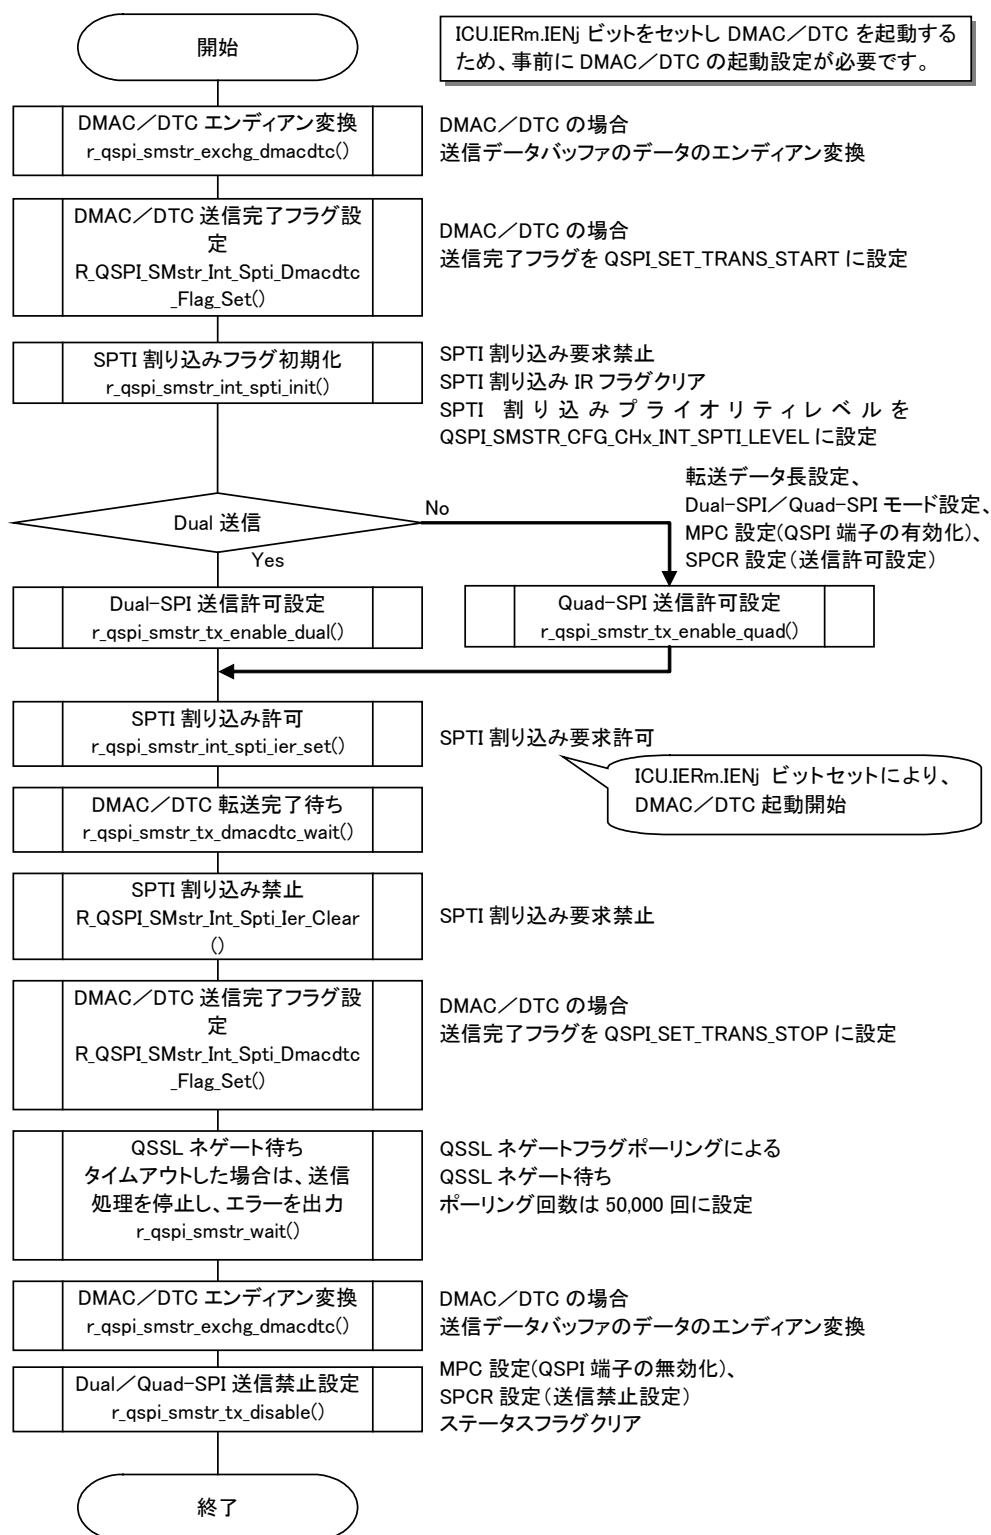 開始
ICU.IERm.IENj ビットをセットし DMAC／DTC を起動する
ため、事前に DMAC／DTC の起動設定が必要です。
DMAC／DTC エンディアン変換
r_qspi_smstr_exchg_dmacdtc()
DMAC／DTC の場合
送信データバッファのデータのエンディアン変換
DMAC／DTC 送信完了フラグ設
定
R_QSPI_SMstr_Int_Spti_Dmacdtc
_Flag_Set()
DMAC／DTC の場合
送信完了フラグを QSPI_SET_TRANS_START に設定
SPTI 割り込みフラグ初期化
r_qspi_smstr_int_spti_init()
SPTI 割り込み要求禁止
SPTI 割り込み IR フラグクリア
SPTI 割り込みプライオリティレベルを
QSPI_SMSTR_CFG_CHx_INT_SPTI_LEVEL に設定
Dual 送信
No
Yes
転送データ長設定、
Dual-SPI／Quad-SPI モード設定、
MPC 設定(QSPI 端子の有効化)、
SPCR 設定（送信許可設定）
Dual-SPI 送信許可設定
r_qspi_smstr_tx_enable_dual()
Quad-SPI 送信許可設定
r_qspi_smstr_tx_enable_quad()
SPTI 割り込み許可
r_qspi_smstr_int_spti_ier_set()
SPTI 割り込み要求許可
ICU.IERm.IENj ビットセットにより、
DMAC／DTC 起動開始
DMAC／DTC 転送完了待ち
r_qspi_smstr_tx_dmacdtc_wait()
SPTI 割り込み禁止
R_QSPI_SMstr_Int_Spti_Ier_Clear
()
SPTI 割り込み要求禁止
DMAC／DTC 送信完了フラグ設
定
R_QSPI_SMstr_Int_Spti_Dmacdtc
_Flag_Set()
DMAC／DTC の場合
送信完了フラグを QSPI_SET_TRANS_STOP に設定
QSSL ネゲート待ち
タイムアウトした場合は、送信
処理を停止し、エラーを出力
r_qspi_smstr_wait()
QSSL ネゲートフラグポーリングによる
QSSL ネゲート待ち
ポーリング回数は 50,000 回に設定
DMAC／DTC エンディアン変換
r_qspi_smstr_exchg_dmacdtc()
DMAC／DTC の場合
送信データバッファのデータのエンディアン変換
Dual／Quad-SPI 送信禁止設定
r_qspi_smstr_tx_disable()
MPC 設定(QSPI 端子の無効化)、
SPCR 設定（送信禁止設定）
ステータスフラグクリア
終了